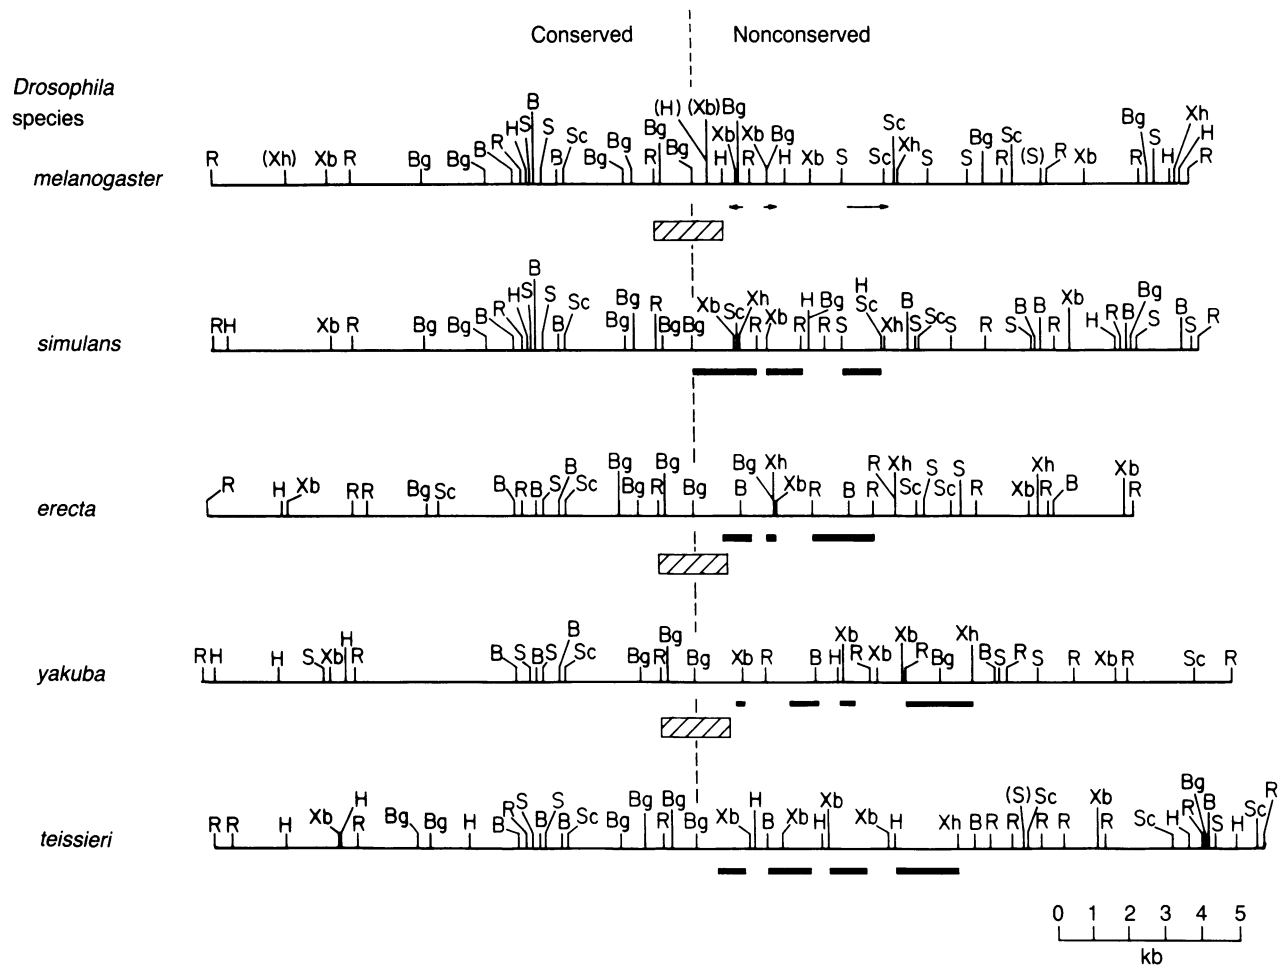 Conserved Nonconserved
Drosophila
species
(H) (Xb) Bg
B
H S S Sc Bg Bg Xb Xb Bg Sc Bg Sc Bg S Xh H
R (Xh) Xb R Bg Bg B R B Bg R Bg H R H Xb S Sc Xh S S R (S) R Xb R H R
melanogaster
B
H S S Sc Bg R Xb Sc Xh Xb H Bg H Sc B Sc B B Xb Bg B R
R H Xb R Bg Bg B R B Bg Bg R R R S Xh S S R S R H R B S S
simulans
B Bg Bg Bg Xh R Xh S S Xh Xb
R H Xb R R Bg Sc B R B S Sc Bg R Bg B Xb R B R Sc Sc R Xb R B R
erecta
H B Bg Xb Xb Xh
R H H S Xb R B S B S Sc Bg R Bg Xb R B H R Xb R Bg B S R S R Xb R Sc R
yakuba
H S S Bg Bg H Xb (S) Sc Xb Bg B Sc R
R R H Xb R Bg Bg H B R B B Sc Bg R Bg Xb B Xb H Xb H Xh B R R R R R Sc H R S H
teissieri
0 1 2 3 4 5
kb